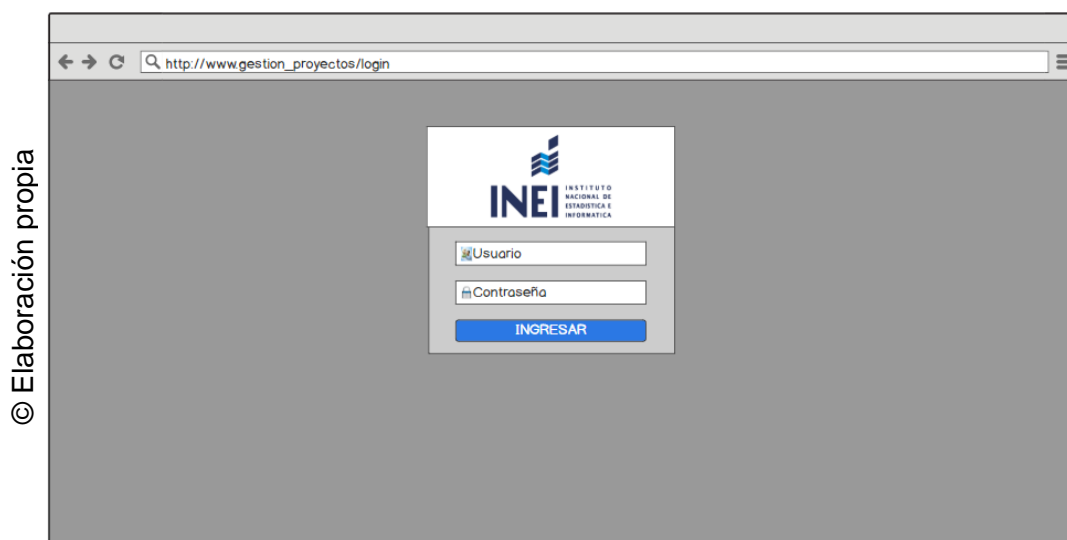 http://www.gestion_proyectos/login
INEI
INSTITUTO
NACIONAL DE
ESTADISTICA E
INFORMATICA
Usuario
Contraseña
INGRESAR
© Elaboración propia